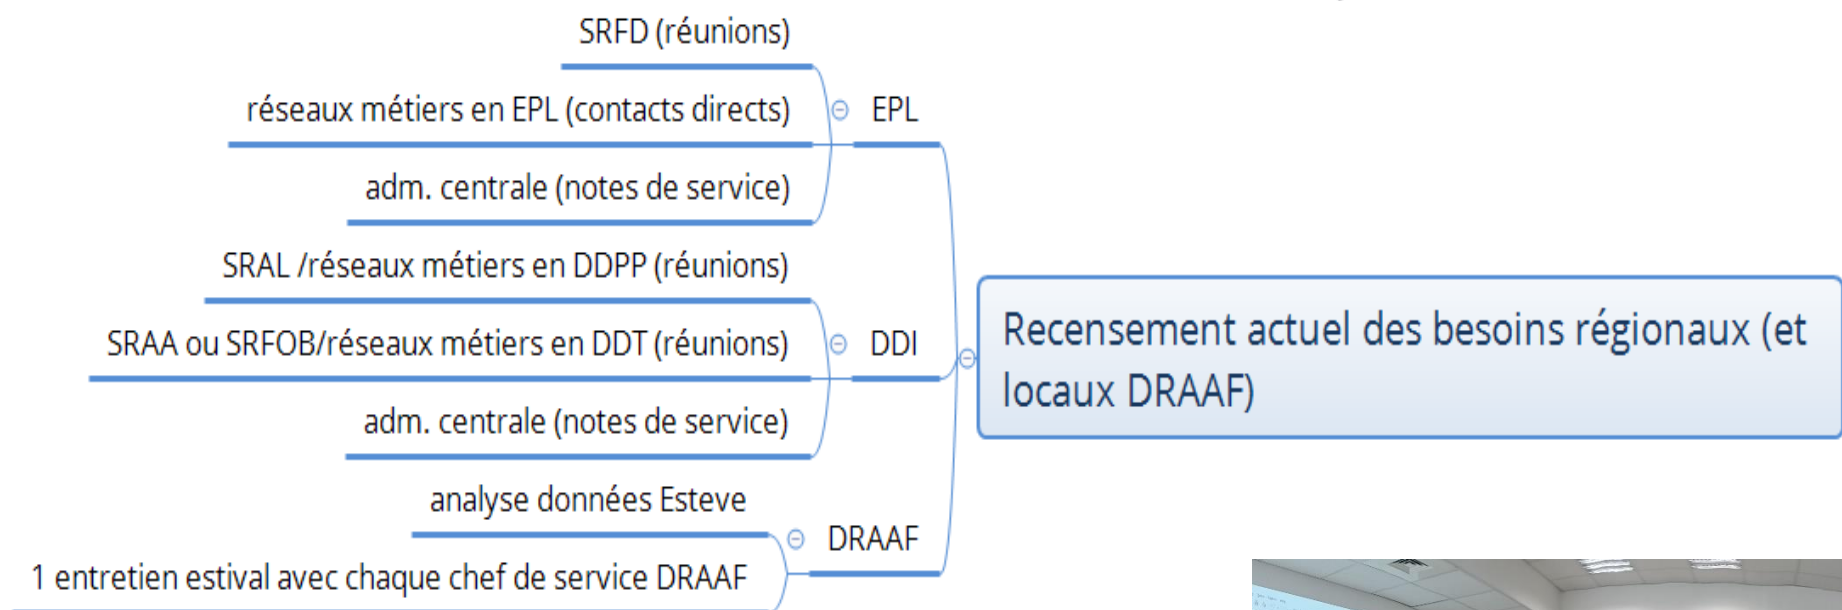 SRFD (réunions)
réseaux métiers en EPL (contacts directs)
EPL
adm. centrale (notes de service)
SRAL /réseaux métiers en DDPP (réunions)
SRAA ou SRFOB/réseaux métiers en DDT (réunions)
DDI
adm. centrale (notes de service)
analyse données Esteve
DRAAF
1 entretien estival avec chaque chef de service DRAAF
Recensement actuel des besoins régionaux (et
locaux DRAAF)